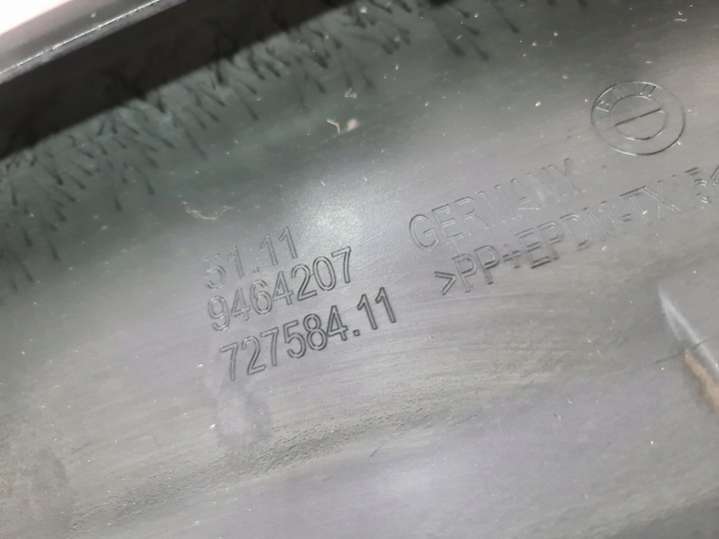 51.11
9464207
727584.11
GERMANY
>PP+EPDM-TX